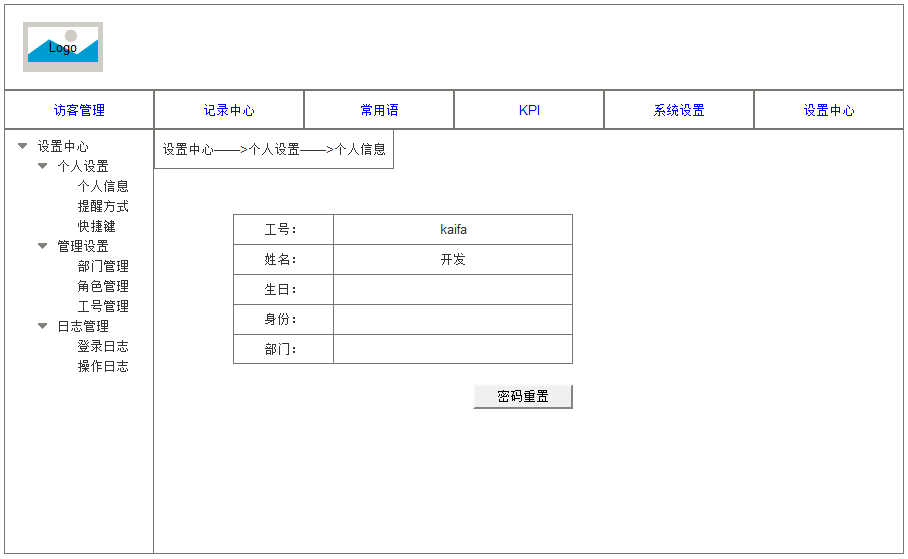 Logo
访客管理 记录中心 常用语 KPI 系统设置 设置中心
设置中心
个人设置
个人信息
提醒方式
快捷键
管理设置
部门管理
角色管理
工号管理
日志管理
登录日志
操作日志
设置中心——>个人设置——>个人信息
工号： kaifa
姓名： 开发
生日：
身份：
部门：
密码重置